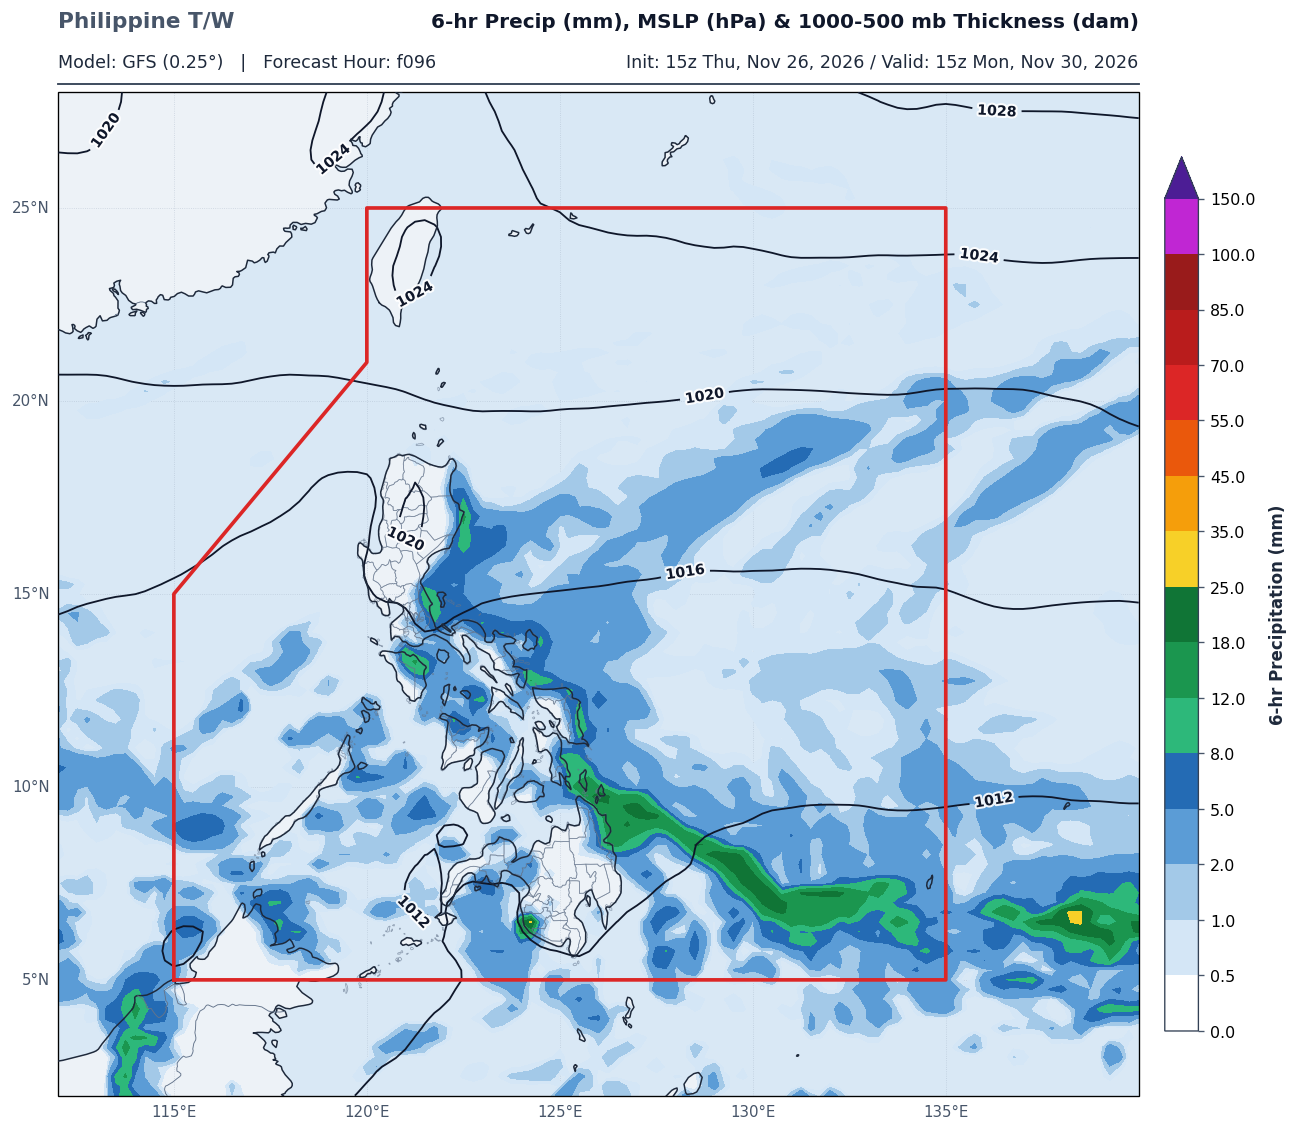 Philippine T/W
6-hr Precip (mm), MSLP (hPa) & 1000-500 mb Thickness (dam)
Model: GFS (0.25°) | Forecast Hour: f096
Init: 15z Thu, Nov 26, 2026 / Valid: 15z Mon, Nov 30, 2026
1020
1024
1028
1024
1024
1020
1020
1016
1012
1012
25°N
20°N
15°N
10°N
5°N
115°E
120°E
125°E
130°E
135°E
150.0
100.0
85.0
70.0
55.0
45.0
35.0
25.0
18.0
12.0
8.0
5.0
2.0
1.0
0.5
0.0
6-hr Precipitation (mm)